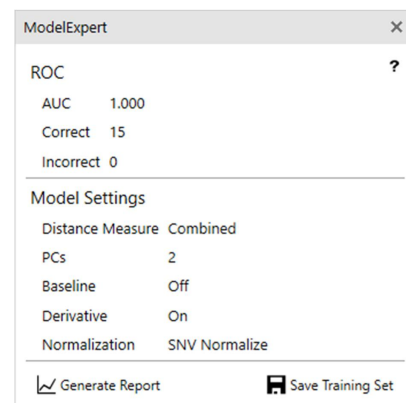 ModelExpert ×
ROC ?
AUC 1.000
Correct 15
Incorrect 0
Model Settings
Distance Measure Combined
PCs 2
Baseline Off
Derivative On
Normalization SNV Normalize
Generate Report Save Training Set